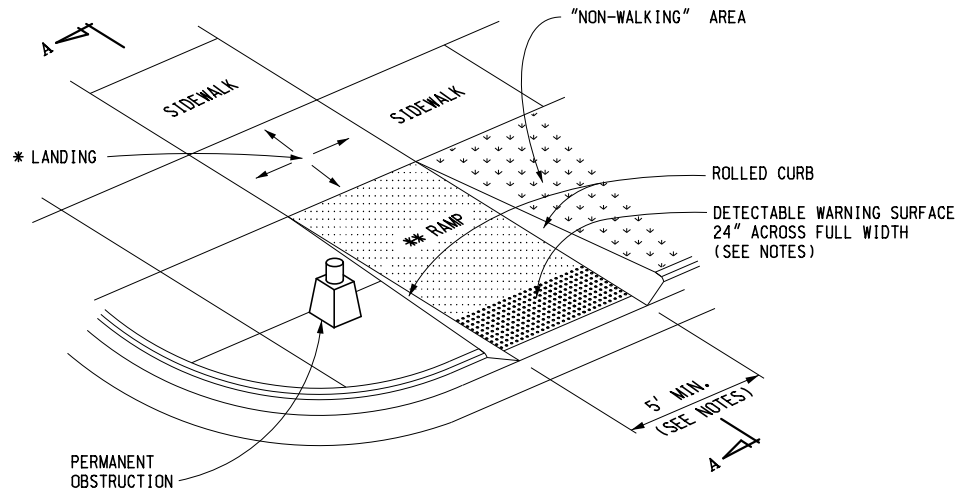 "NON-WALKING" AREA
A
SIDEWALK
SIDEWALK
* LANDING
ROLLED CURB
DETECTABLE WARNING SURFACE
24" ACROSS FULL WIDTH
(SEE NOTES)
** RAMP
5' MIN.
(SEE NOTES)
A
PERMANENT
OBSTRUCTION